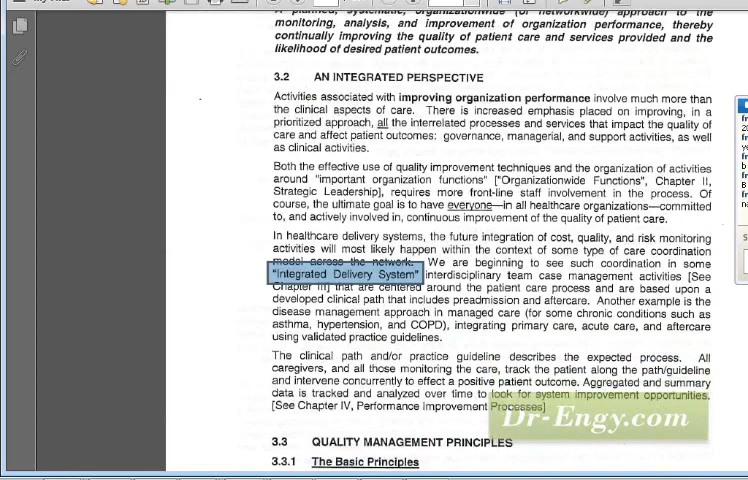 monitoring, analysis, and improvement of organization performance, thereby
continually improving the quality of patient care and services provided and the
likelihood of desired patient outcomes.
3.2 AN INTEGRATED PERSPECTIVE
Activities associated with improving organization performance involve much more than
the clinical aspects of care. There is increased emphasis placed on improving, in a
prioritized approach, all the interrelated processes and services that impact the quality of
care and affect patient outcomes: governance, managerial, and support activities, as well
as clinical activities.
Both the effective use of quality improvement techniques and the organization of activities
around "important organization functions" ["Organizationwide Functions", Chapter II,
Strategic Leadership], requires more front-line staff involvement in the process. Of
course, the ultimate goal is to have everyone—in all healthcare organizations—committed
to, and actively involved in, continuous improvement of the quality of patient care.
In healthcare delivery systems, the future integration of cost, quality, and risk monitoring
activities will most likely happen within the context of some type of care coordination
model across the network. We are beginning to see such coordination in some
"Integrated Delivery System" interdisciplinary team case management activities [See
Chapter III] that are centered around the patient care process and are based upon a
developed clinical path that includes preadmission and aftercare. Another example is the
disease management approach in managed care (for some chronic conditions such as
asthma, hypertension, and COPD), integrating primary care, acute care, and aftercare
using validated practice guidelines.
The clinical path and/or practice guideline describes the expected process. All
caregivers, and all those monitoring the care, track the patient along the path/guideline
and intervene concurrently to effect a positive patient outcome. Aggregated and summary
data is tracked and analyzed over time to look for system improvement opportunities.
[See Chapter IV, Performance Improvement Processes]
Dr-Engy.com
3.3 QUALITY MANAGEMENT PRINCIPLES
3.3.1 The Basic Principles